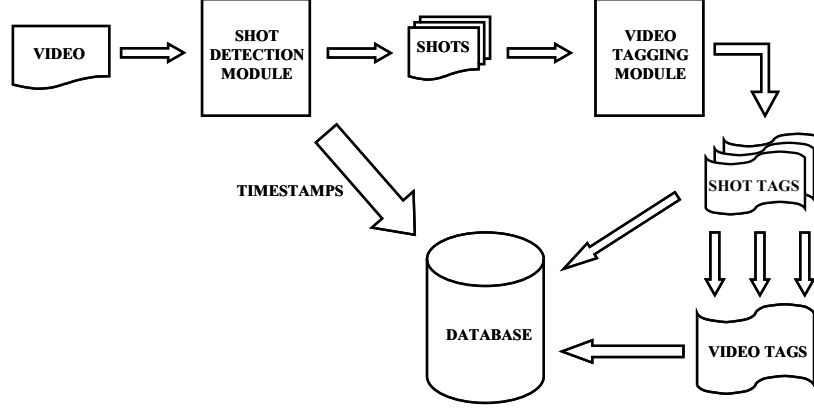 VIDEO
SHOT
DETECTION
MODULE
SHOTS
VIDEO
TAGGING
MODULE
TIMESTAMPS
SHOT TAGS
DATABASE
VIDEO TAGS